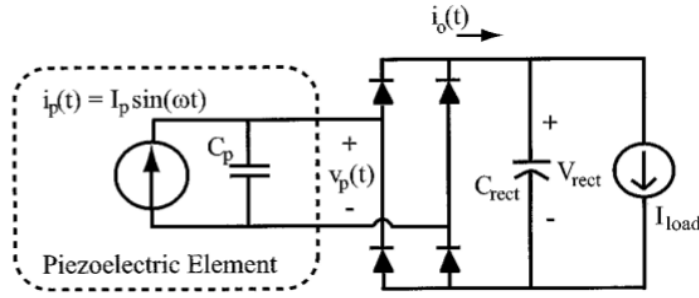 i_o(t)
i_p(t) = I_p sin(ωt)
C_p
+
v_p(t)
-
C_rect
+
V_rect
-
I_load
Piezoelectric Element